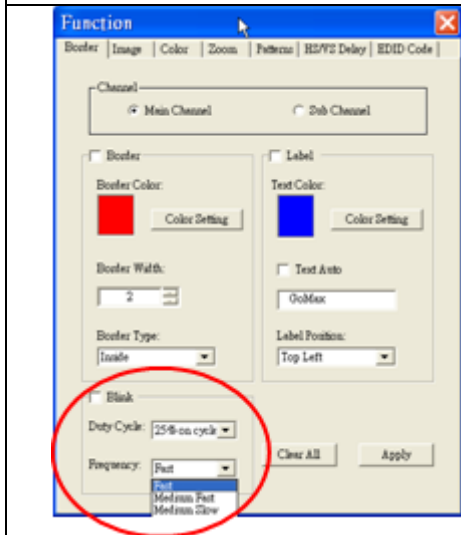 Function
Border Image Color Zoom Patterns HS/VS Delay EDID Code
Channel
Main Channel Sub Channel
Border
Border Color:
Color Setting
Border Width:
2
Border Type:
Inside
Label
Text Color:
Color Setting
Text Auto
GoMax
Label Position:
Top Left
Blink
Duty Cycle: 25% on cycle
Frequency: Fast
Fast
Medium Fast
Medium Slow
Clear All Apply